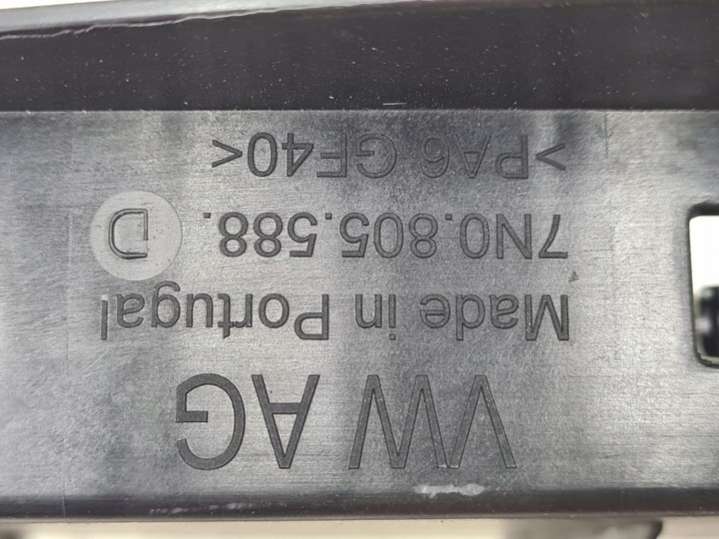 VW AG
Made in Portugal
7N0.805.588. D
>PA6 GF40<